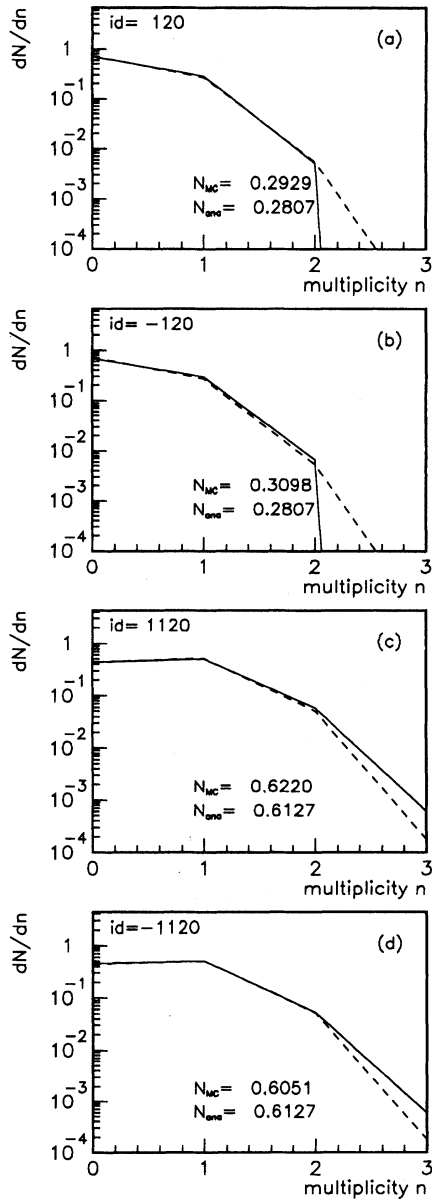 dN/dn
id= 120
(a)
1
10⁻¹
10⁻²
10⁻³
10⁻⁴
N_MC= 0.2929
N_ana= 0.2807
0 1 2 3
multiplicity n
dN/dn
id= -120
(b)
1
10⁻¹
10⁻²
10⁻³
10⁻⁴
N_MC= 0.3098
N_ana= 0.2807
0 1 2 3
multiplicity n
dN/dn
id= 1120
(c)
1
10⁻¹
10⁻²
10⁻³
10⁻⁴
N_MC= 0.6220
N_ana= 0.6127
0 1 2 3
multiplicity n
dN/dn
id=-1120
(d)
1
10⁻¹
10⁻²
10⁻³
10⁻⁴
N_MC= 0.6051
N_ana= 0.6127
0 1 2 3
multiplicity n